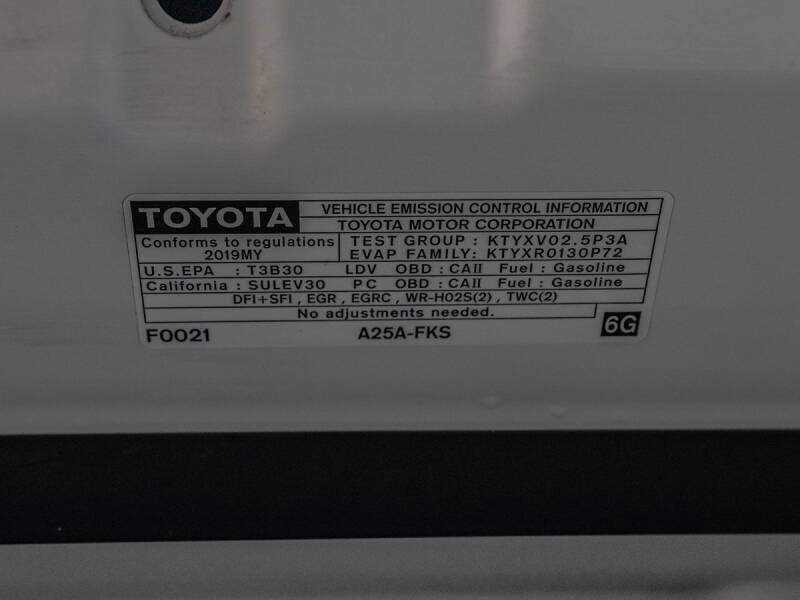 TOYOTA VEHICLE EMISSION CONTROL INFORMATION
TOYOTA MOTOR CORPORATION
Conforms to regulations TEST GROUP : KTYXV02.5P3A
2019MY EVAP FAMILY: KTYXR0130P72
U.S.EPA : T3B30 LDV OBD : CAII Fuel : Gasoline
California : SULEV30 PC OBD : CAII Fuel : Gasoline
DFI+SFI , EGR , EGRC , WR-HO2S(2) , TWC(2)
No adjustments needed.
F0021 A25A-FKS 6G